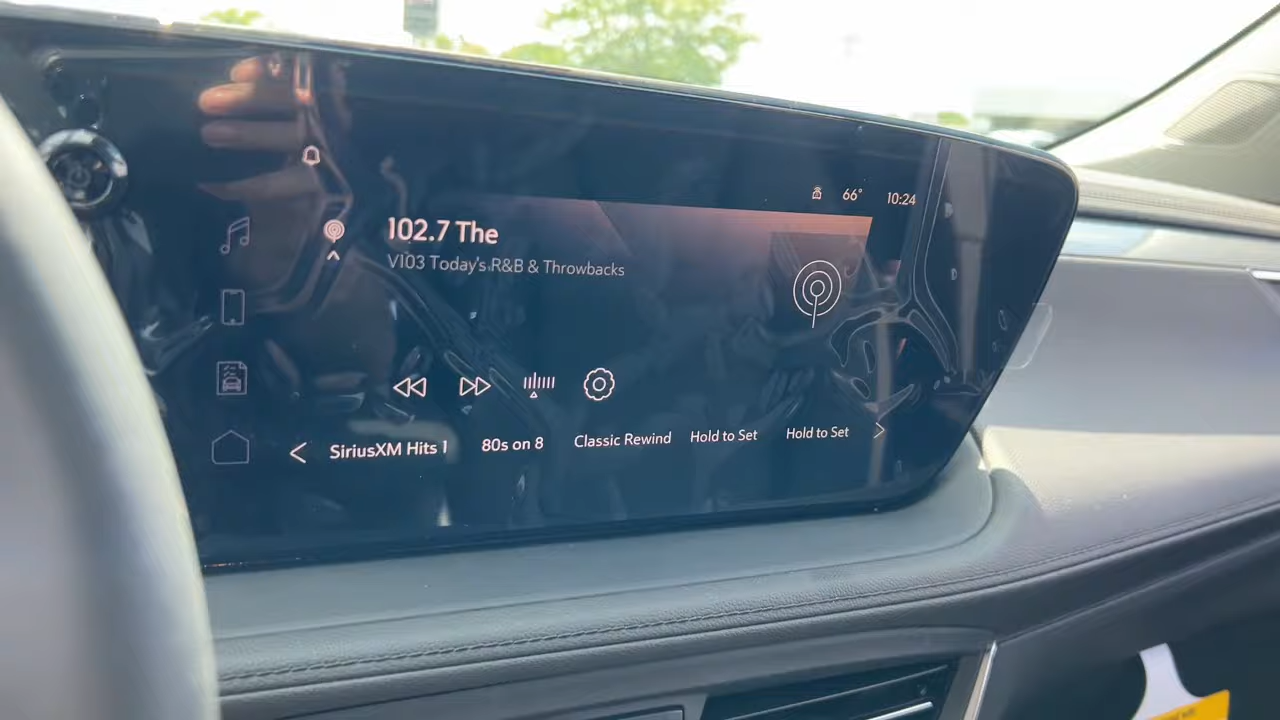 66° 10:24
102.7 The
V103 Today's R&B & Throwbacks
SiriusXM Hits 1 80s on 8 Classic Rewind Hold to Set Hold to Set